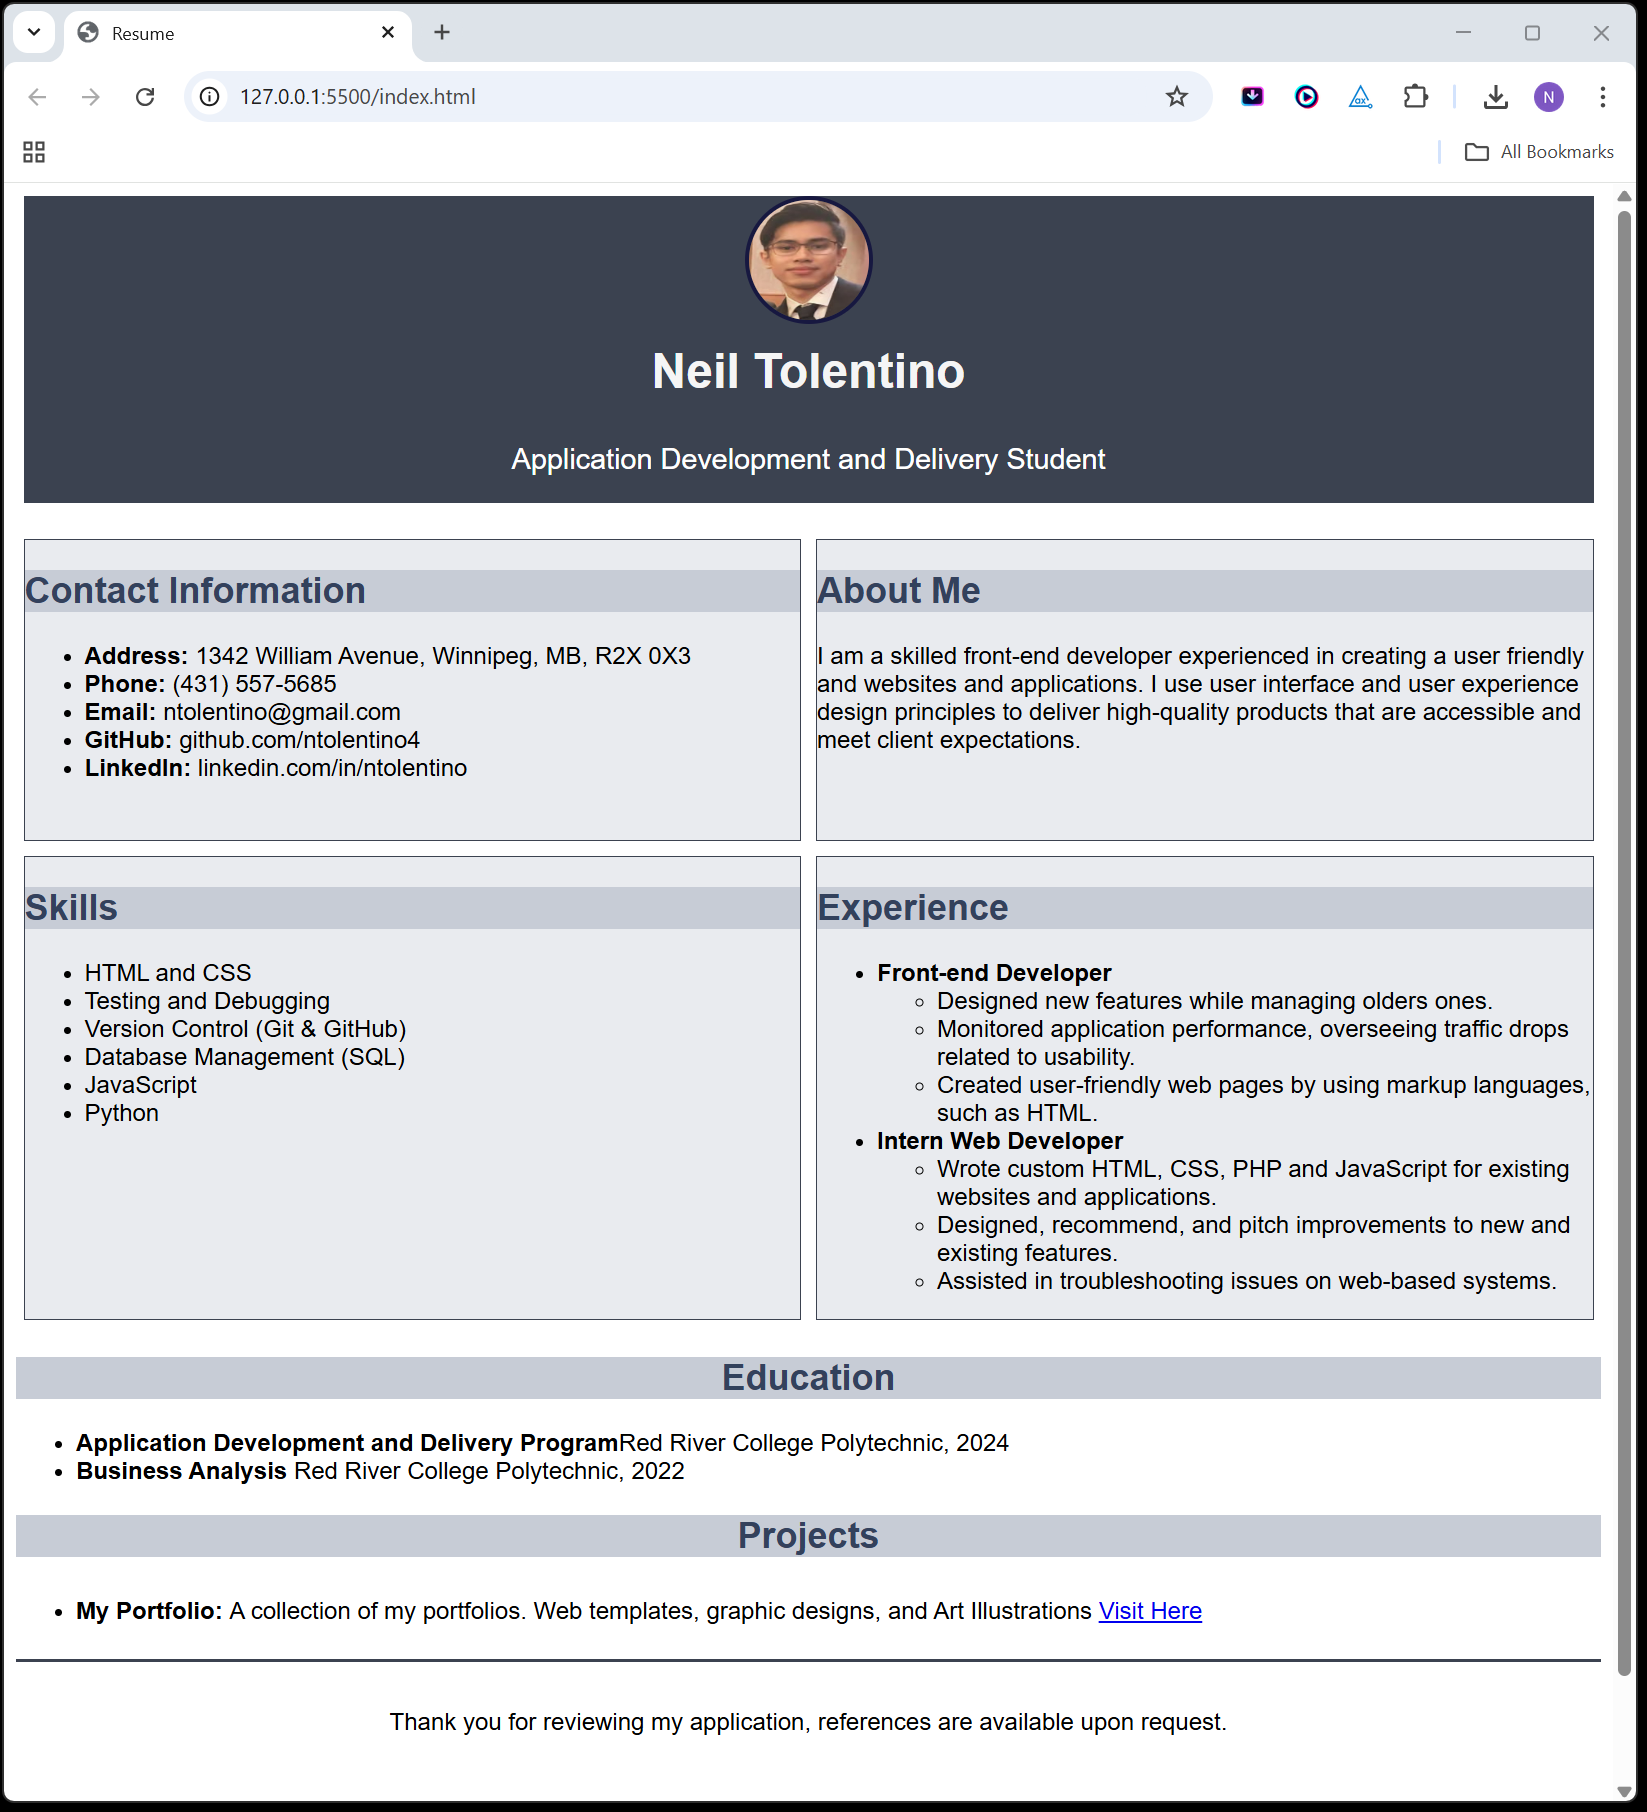 Resume
127.0.0.1:5500/index.html
N
All Bookmarks
Neil Tolentino
Application Development and Delivery Student
Contact Information
Address: 1342 William Avenue, Winnipeg, MB, R2X 0X3
Phone: (431) 557-5685
Email: ntolentino@gmail.com
GitHub: github.com/ntolentino4
LinkedIn: linkedin.com/in/ntolentino
About Me
I am a skilled front-end developer experienced in creating a user friendly
and websites and applications. I use user interface and user experience
design principles to deliver high-quality products that are accessible and
meet client expectations.
Skills
HTML and CSS
Testing and Debugging
Version Control (Git & GitHub)
Database Management (SQL)
JavaScript
Python
Experience
Front-end Developer
Designed new features while managing olders ones.
Monitored application performance, overseeing traffic drops
related to usability.
Created user-friendly web pages by using markup languages,
such as HTML.
Intern Web Developer
Wrote custom HTML, CSS, PHP and JavaScript for existing
websites and applications.
Designed, recommend, and pitch improvements to new and
existing features.
Assisted in troubleshooting issues on web-based systems.
Education
Application Development and Delivery ProgramRed River College Polytechnic, 2024
Business Analysis Red River College Polytechnic, 2022
Projects
My Portfolio: A collection of my portfolios. Web templates, graphic designs, and Art Illustrations Visit Here
Thank you for reviewing my application, references are available upon request.